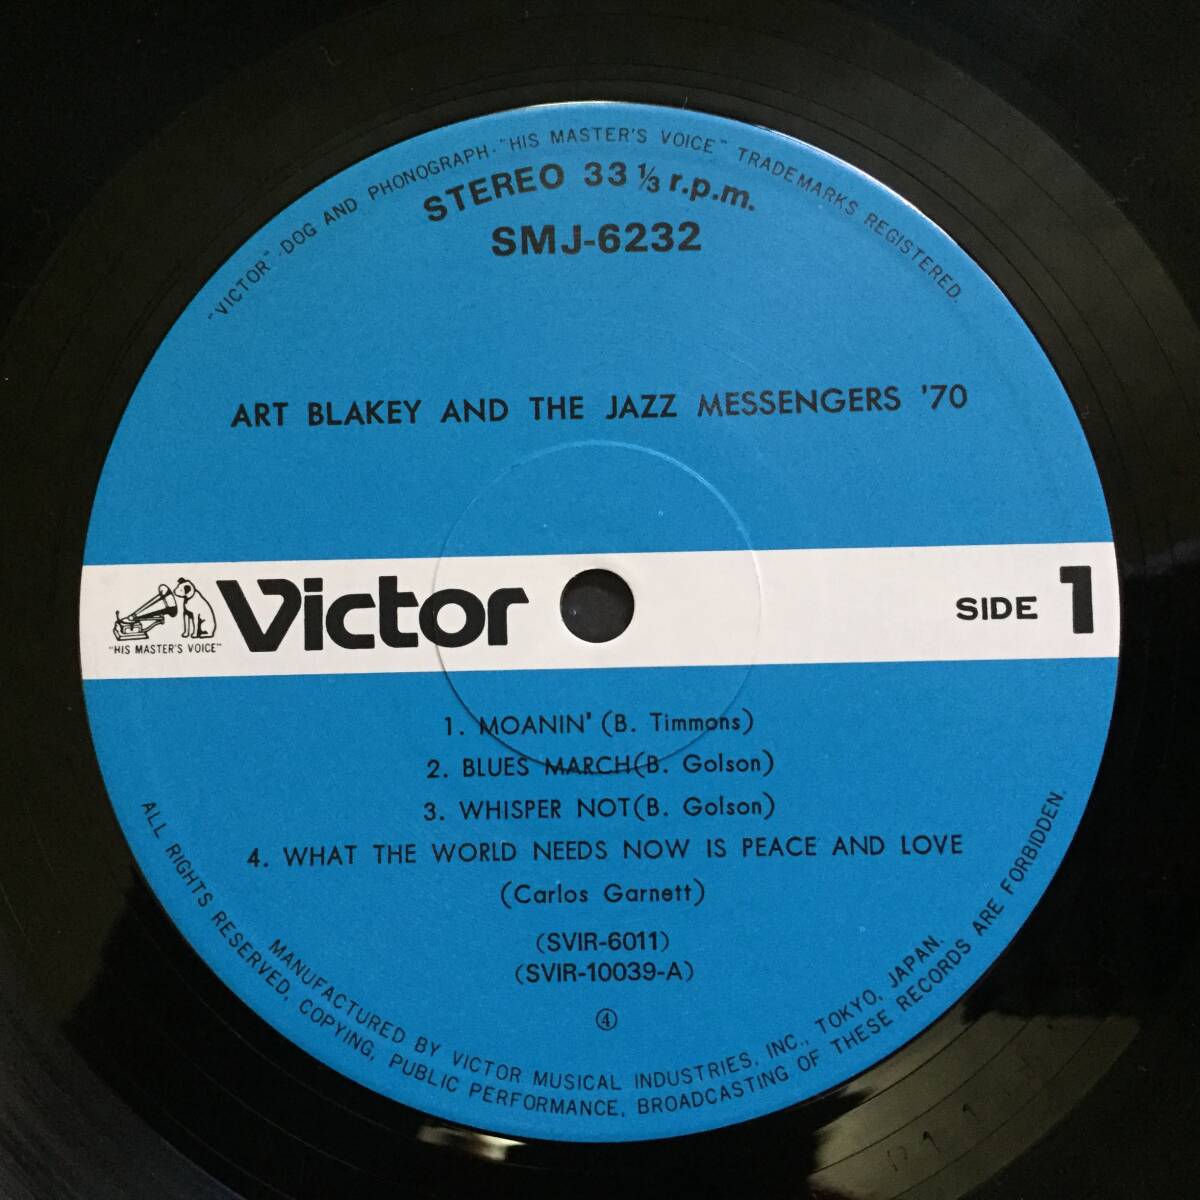 "VICTOR"·DOG AND PHONOGRAPH·"HIS MASTER'S VOICE" TRADEMARKS REGISTERED.
STEREO 33 1/3 r.p.m.
SMJ-6232
ART BLAKEY AND THE JAZZ MESSENGERS '70
Victor
"HIS MASTER'S VOICE"
SIDE 1
1. MOANIN' (B. Timmons)
2. BLUES MARCH(B. Golson)
3. WHISPER NOT(B. Golson)
4. WHAT THE WORLD NEEDS NOW IS PEACE AND LOVE
(Carlos Garnett)
(SVIR-6011)
(SVIR-10039-A)
④
MANUFACTURED BY VICTOR MUSICAL INDUSTRIES, INC., TOKYO, JAPAN.
ALL RIGHTS RESERVED, COPYING, PUBLIC PERFORMANCE, BROADCASTING OF THESE RECORDS ARE FORBIDDEN.